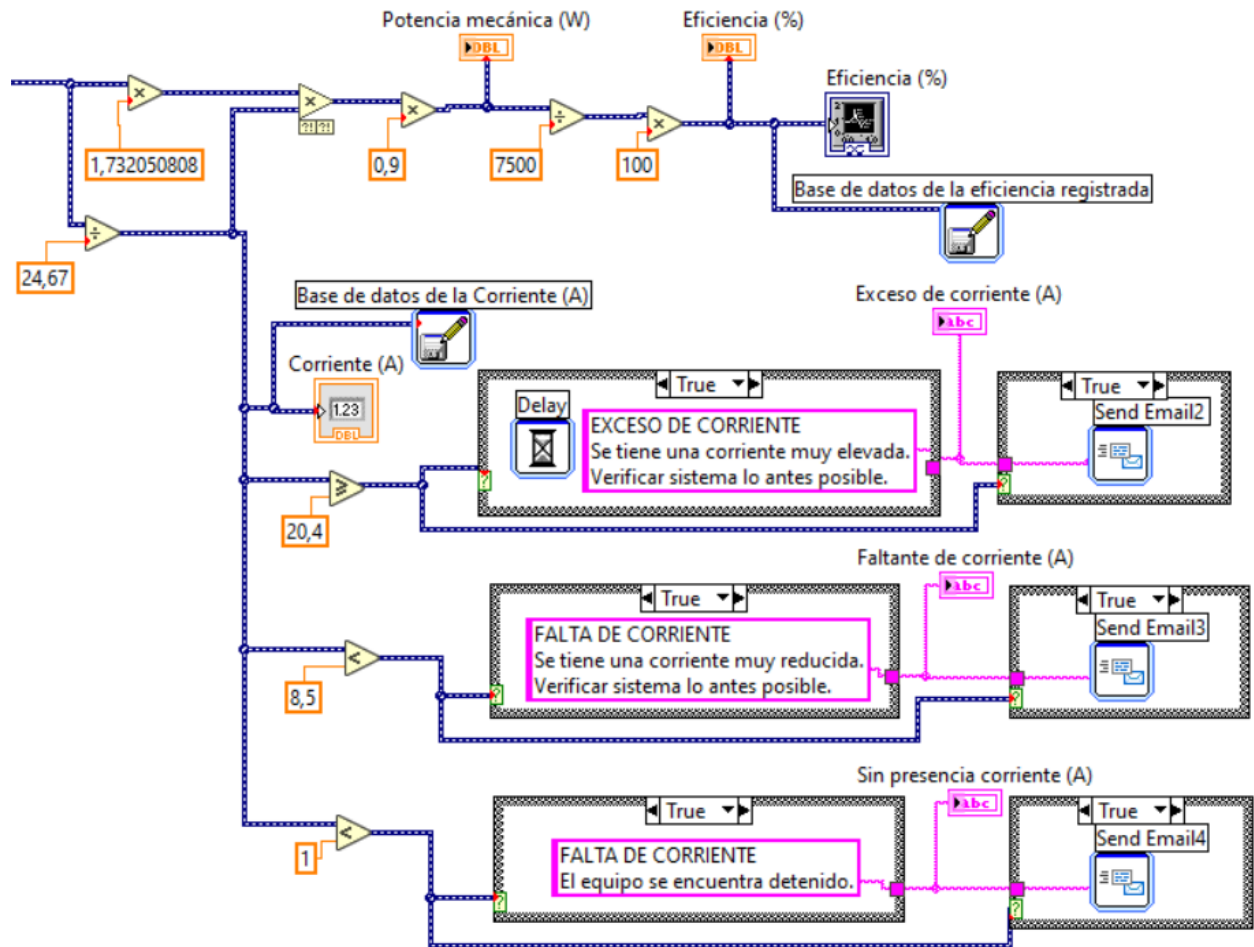 Potencia mecánica (W)
Eficiencia (%)
DBL
DBL
Eficiencia (%)
1,732050808
0,9
7500
100
Base de datos de la eficiencia registrada
24,67
Base de datos de la Corriente (A)
Exceso de corriente (A)
abc
Corriente (A)
1.23
DBL
True
True
Delay
Send Email2
EXCESO DE CORRIENTE
Se tiene una corriente muy elevada.
Verificar sistema lo antes posible.
?
?
20,4
Faltante de corriente (A)
abc
True
True
Send Email3
FALTA DE CORRIENTE
Se tiene una corriente muy reducida.
Verificar sistema lo antes posible.
8,5
?
?
Sin presencia corriente (A)
abc
True
True
Send Email4
1
FALTA DE CORRIENTE
El equipo se encuentra detenido.
?
?